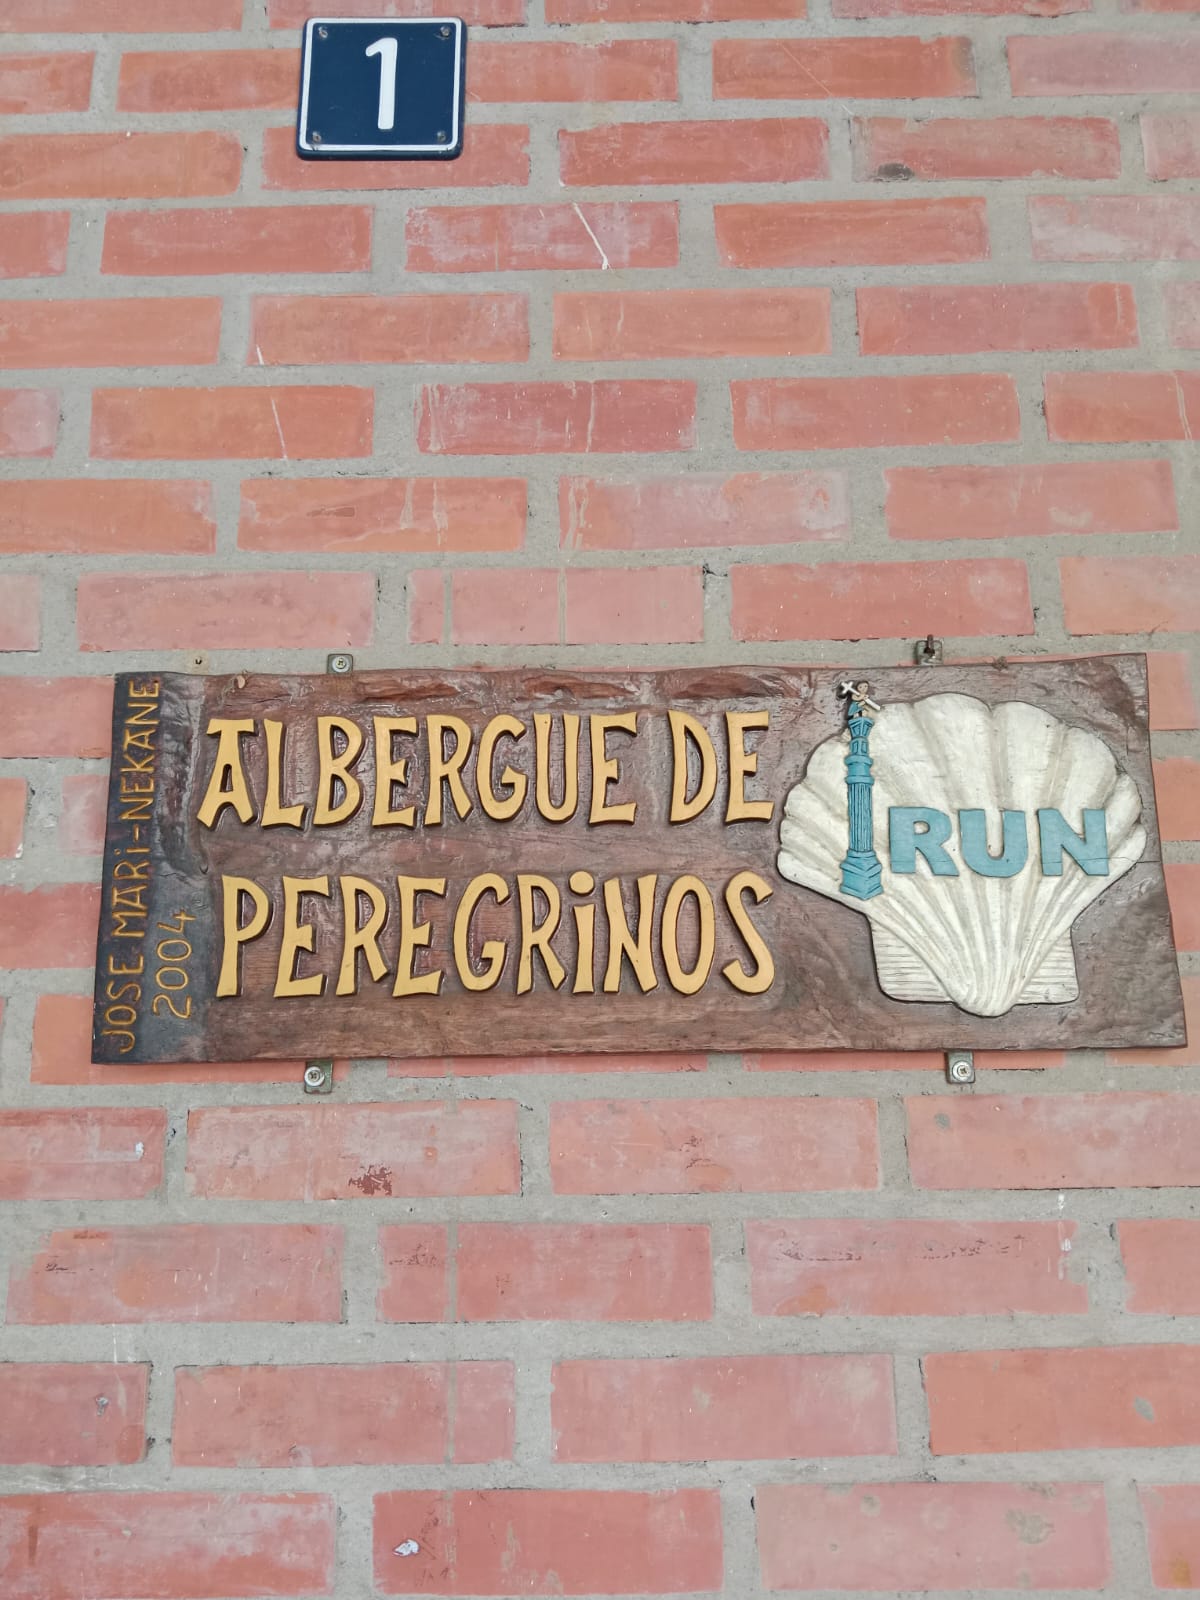 1
JOSE MARi-NEKANE
2004
ALBERGUE DE
PEREGRiNOS
IRUN